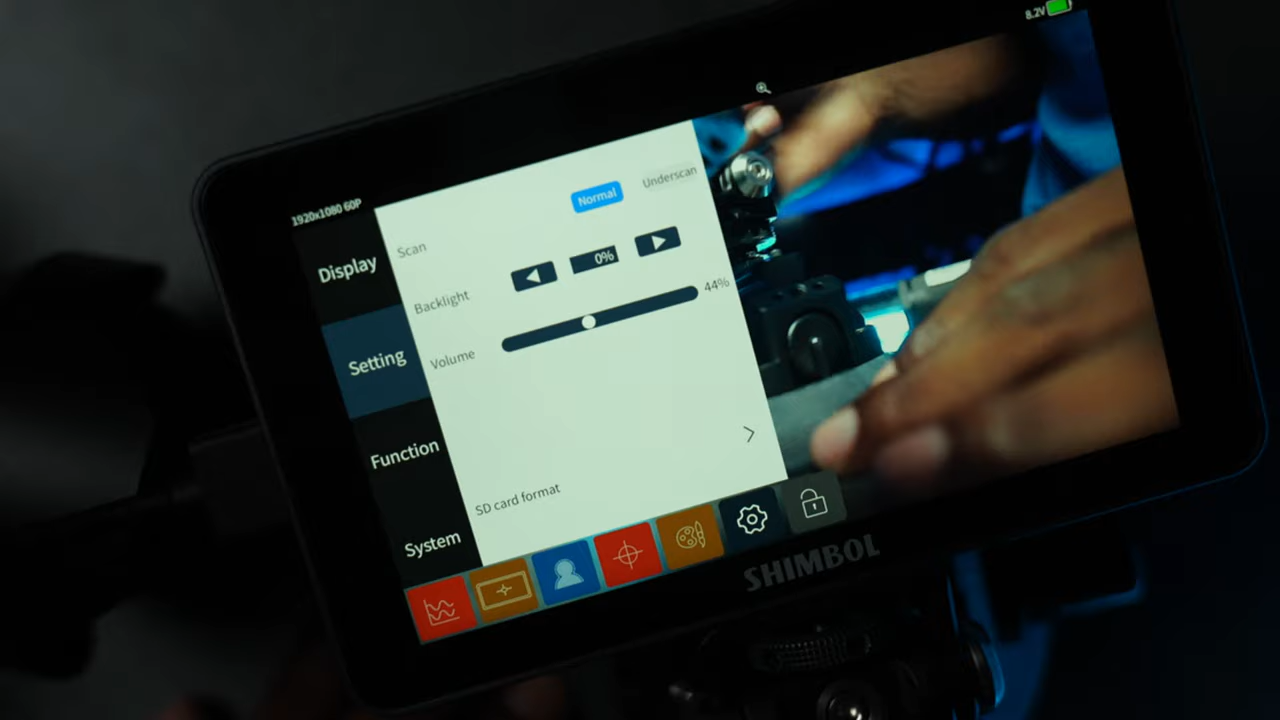 8.2V
1920x1080 60P
Display
Setting
Function
System
Scan
Normal
Underscan
Backlight
0%
Volume
44%
SD card format
SHIMBOL